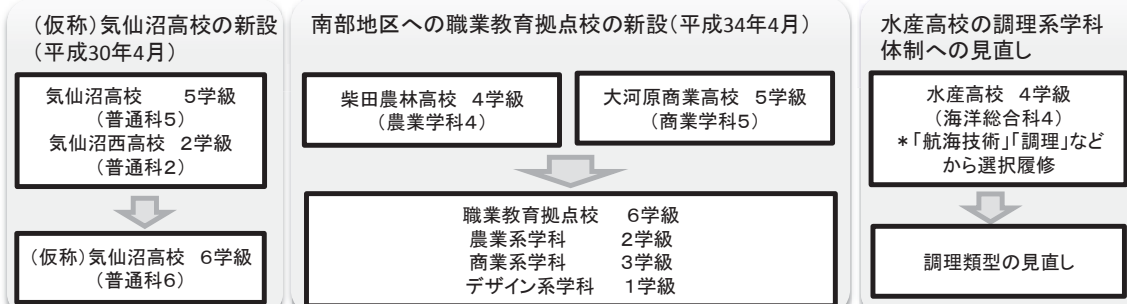 (仮称)気仙沼高校の新設
(平成30年4月)
気仙沼高校　　5学級
(普通科5)
気仙沼西高校　2学級
(普通科2)
(仮称)気仙沼高校　6学級
(普通科6)
南部地区への職業教育拠点校の新設(平成34年4月)
柴田農林高校　4学級
(農業学科4)
大河原商業高校　5学級
(商業学科5)
職業教育拠点校　　6学級
農業系学科　　　2学級
商業系学科　　　3学級
デザイン系学科　　1学級
水産高校の調理系学科
体制への見直し
水産高校　4学級
(海洋総合科4)
*「航海技術」「調理」など
から選択履修
調理類型の見直し